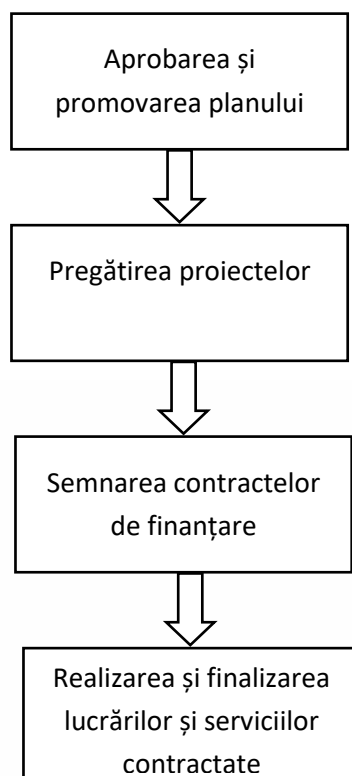 Aprobarea și
promovarea planului
Pregătirea proiectelor
Semnarea contractelor
de finanțare
Realizarea și finalizarea
lucrărilor și serviciilor
contractate